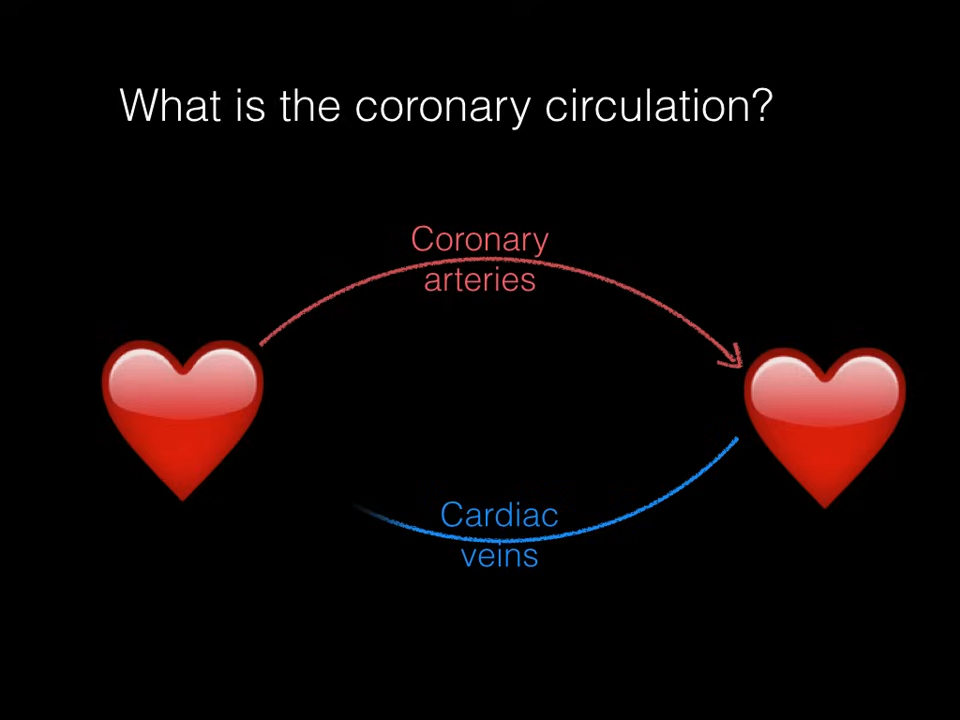 What is the coronary circulation?
Coronary
arteries
Cardiac
veins